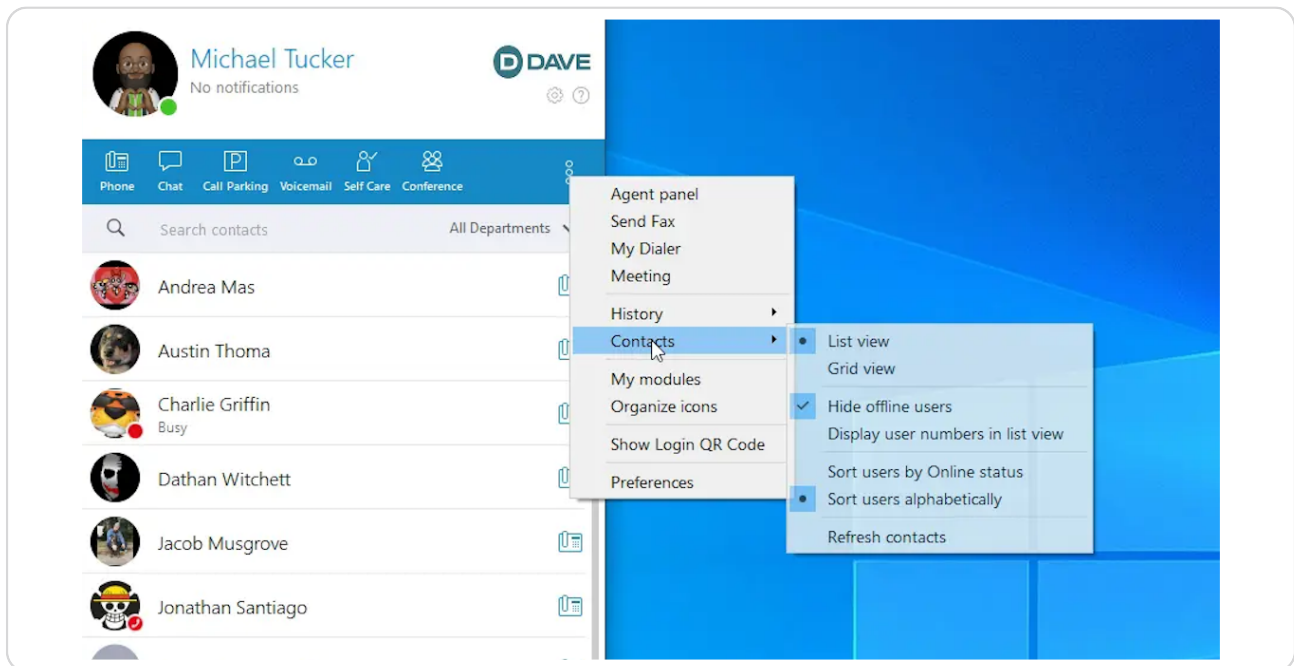 Michael Tucker
No notifications
D DAVE
Phone Chat Call Parking Voicemail Self Care Conference
Search contacts All Departments
Andrea Mas
Austin Thoma
Charlie Griffin
Busy
Dathan Witchett
Jacob Musgrove
Jonathan Santiago
Agent panel
Send Fax
My Dialer
Meeting
History
Contacts
My modules
Organize icons
Show Login QR Code
Preferences
List view
Grid view
Hide offline users
Display user numbers in list view
Sort users by Online status
Sort users alphabetically
Refresh contacts